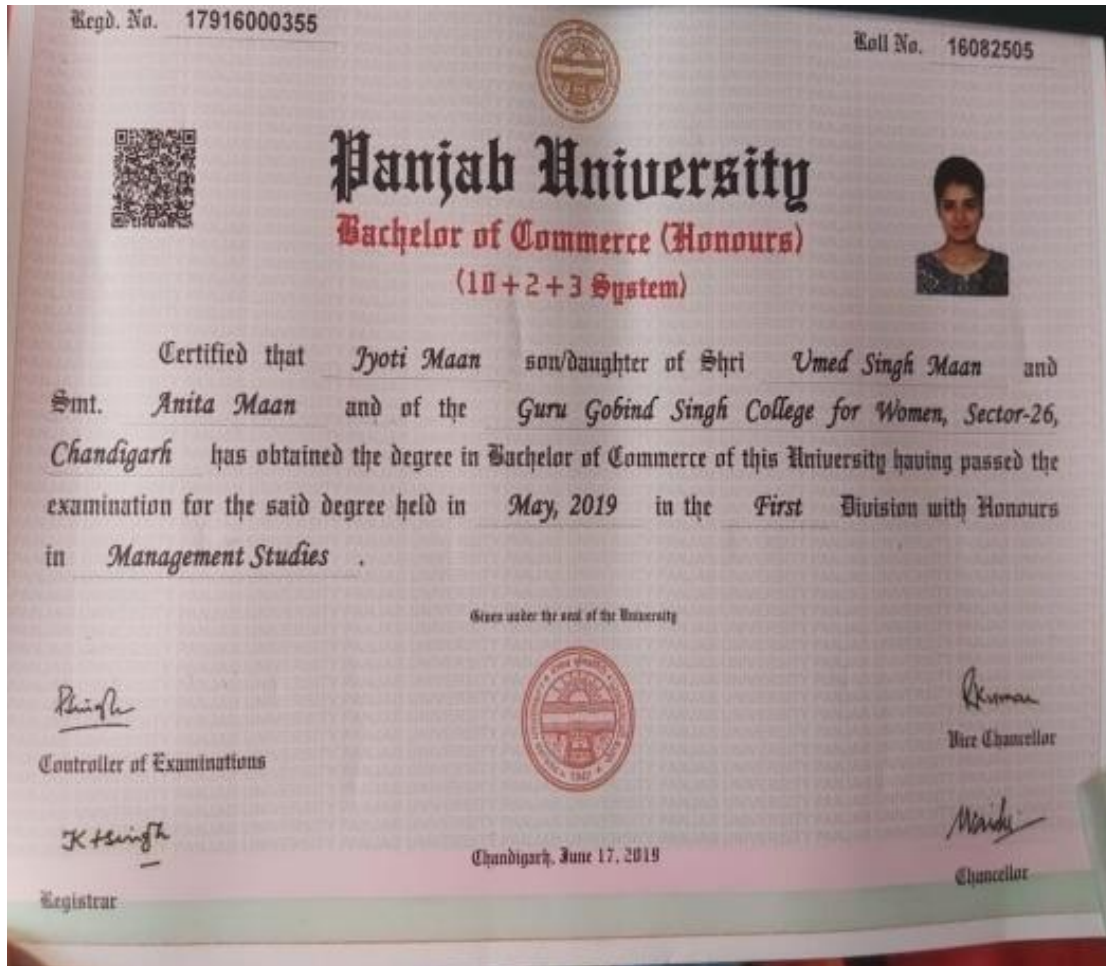 Regd. No. 17916000355
Roll No. 16082505
Panjab University
Bachelor of Commerce (Honours)
(10+2+3 System)
Certified that Jyoti Maan son/daughter of Shri Umed Singh Maan and
Smt. Anita Maan and of the Guru Gobind Singh College for Women, Sector-26,
Chandigarh has obtained the degree in Bachelor of Commerce of this University having passed the
examination for the said degree held in May, 2019 in the First Division with Honours
in Management Studies .
Given under the seal of the University
Controller of Examinations
RKumar
Vice Chancellor
Registrar
Chandigarh, June 17, 2019
Chancellor